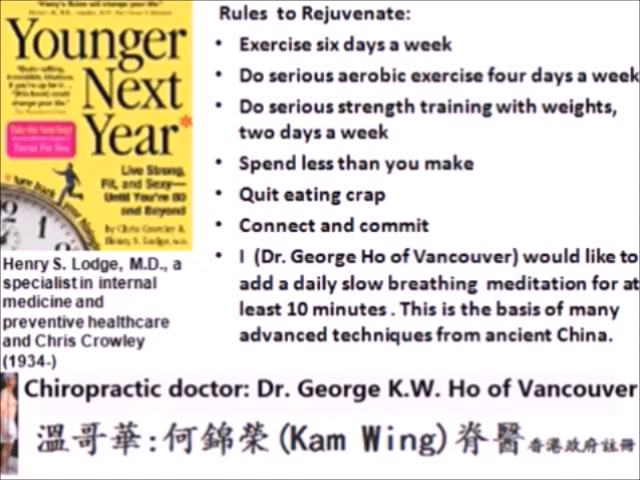 Younger
Next
Year*
Live Strong,
Fit, and Sexy—
Until You're 80
and Beyond
by Chris Crowley &
Henry S. Lodge, M.D.
Henry S. Lodge, M.D., a
specialist in internal
medicine and
preventive healthcare
and Chris Crowley
(1934-)
Rules to Rejuvenate:
• Exercise six days a week
• Do serious aerobic exercise four days a week
• Do serious strength training with weights,
two days a week
• Spend less than you make
• Quit eating crap
• Connect and commit
• I (Dr. George Ho of Vancouver) would like to
add a daily slow breathing meditation for at
least 10 minutes . This is the basis of many
advanced techniques from ancient China.
Chiropractic doctor: Dr. George K.W. Ho of Vancouver
溫哥華:何錦榮(Kam Wing)脊醫香港政府註冊